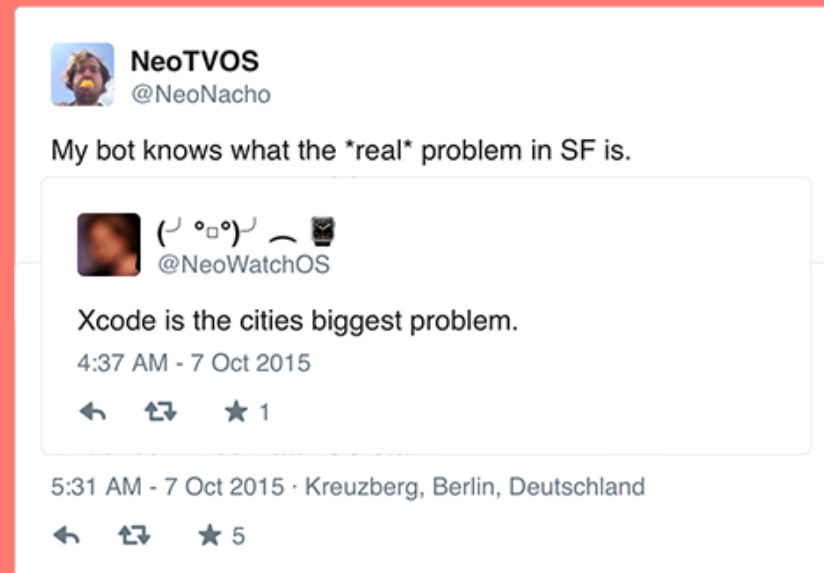 NeoTVOS
@NeoNacho
My bot knows what the *real* problem in SF is.
(╯°□°)╯︵ ⌚
@NeoWatchOS
Xcode is the cities biggest problem.
4:37 AM - 7 Oct 2015
1
5:31 AM - 7 Oct 2015 · Kreuzberg, Berlin, Deutschland
5